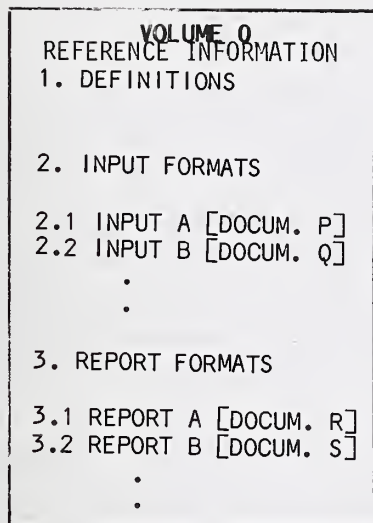 VOLUME 0
REFERENCE INFORMATION
1. DEFINITIONS
2. INPUT FORMATS
2.1 INPUT A [DOCUM. P]
2.2 INPUT B [DOCUM. Q]
.
.
3. REPORT FORMATS
3.1 REPORT A [DOCUM. R]
3.2 REPORT B [DOCUM. S]
.
.